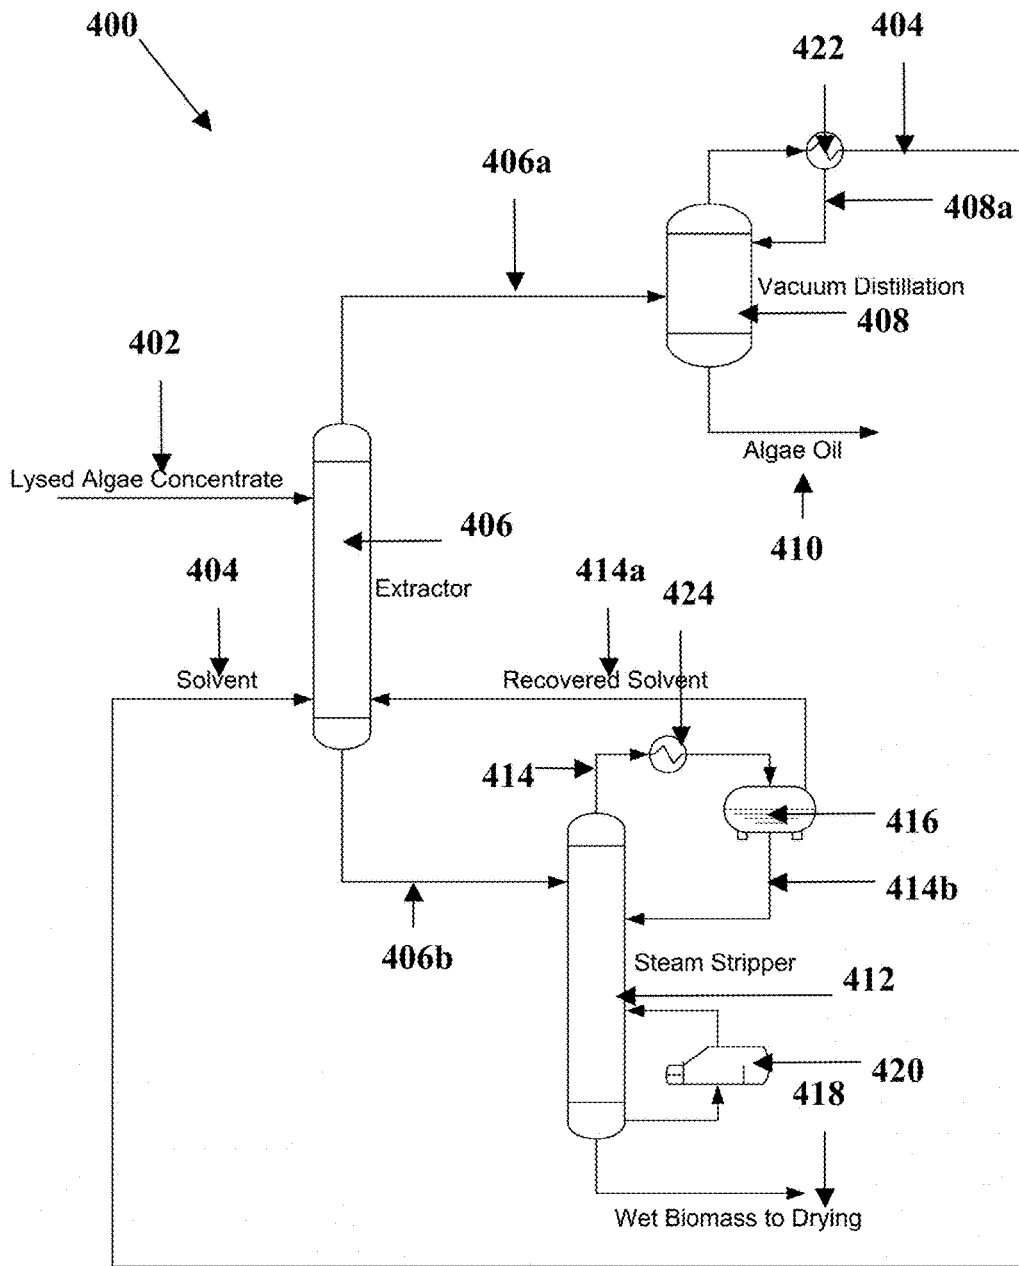 400
422
404
406a
408a
Vacuum Distillation
408
402
Algae Oil
Lysed Algae Concentrate
406
410
404
Extractor
414a
424
Solvent
Recovered Solvent
414
416
414b
406b
Steam Stripper
412
420
418
Wet Biomass to Drying